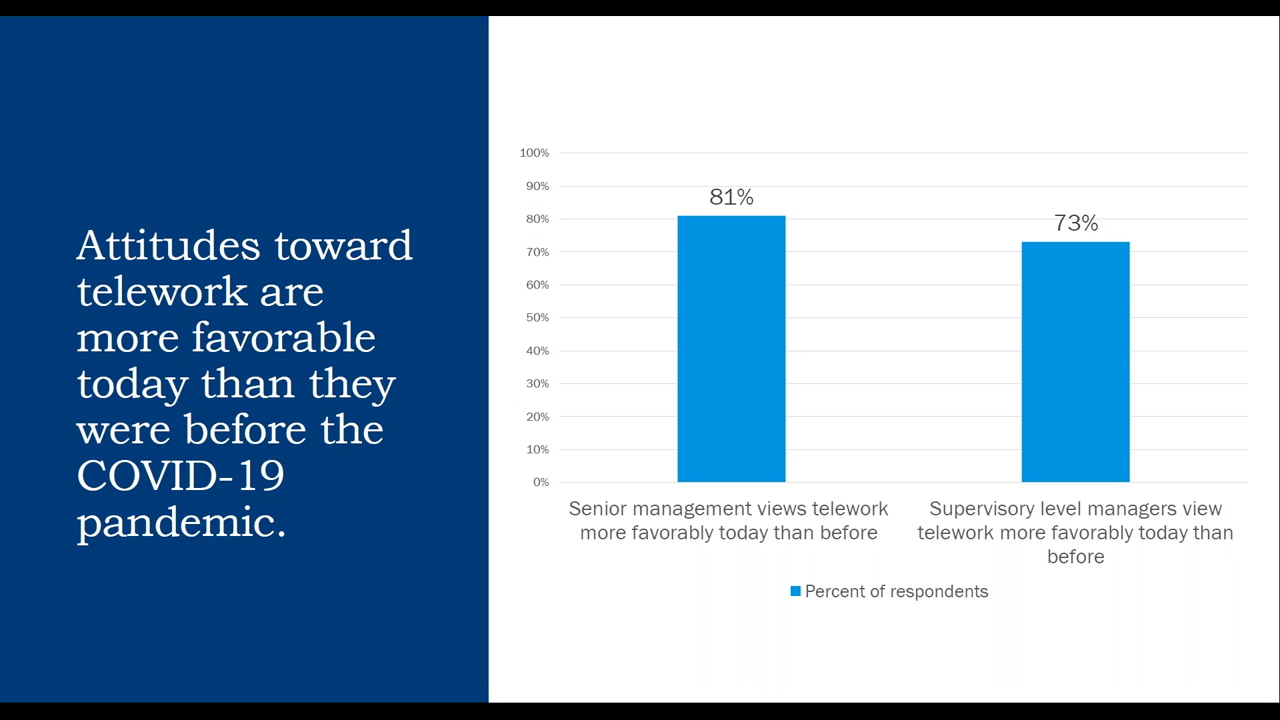 Attitudes toward
telework are
more favorable
today than they
were before the
COVID-19
pandemic.
100%
90%
80%
70%
60%
50%
40%
30%
20%
10%
0%
81%
73%
Senior management views telework
more favorably today than before
Supervisory level managers view
telework more favorably today than
before
Percent of respondents